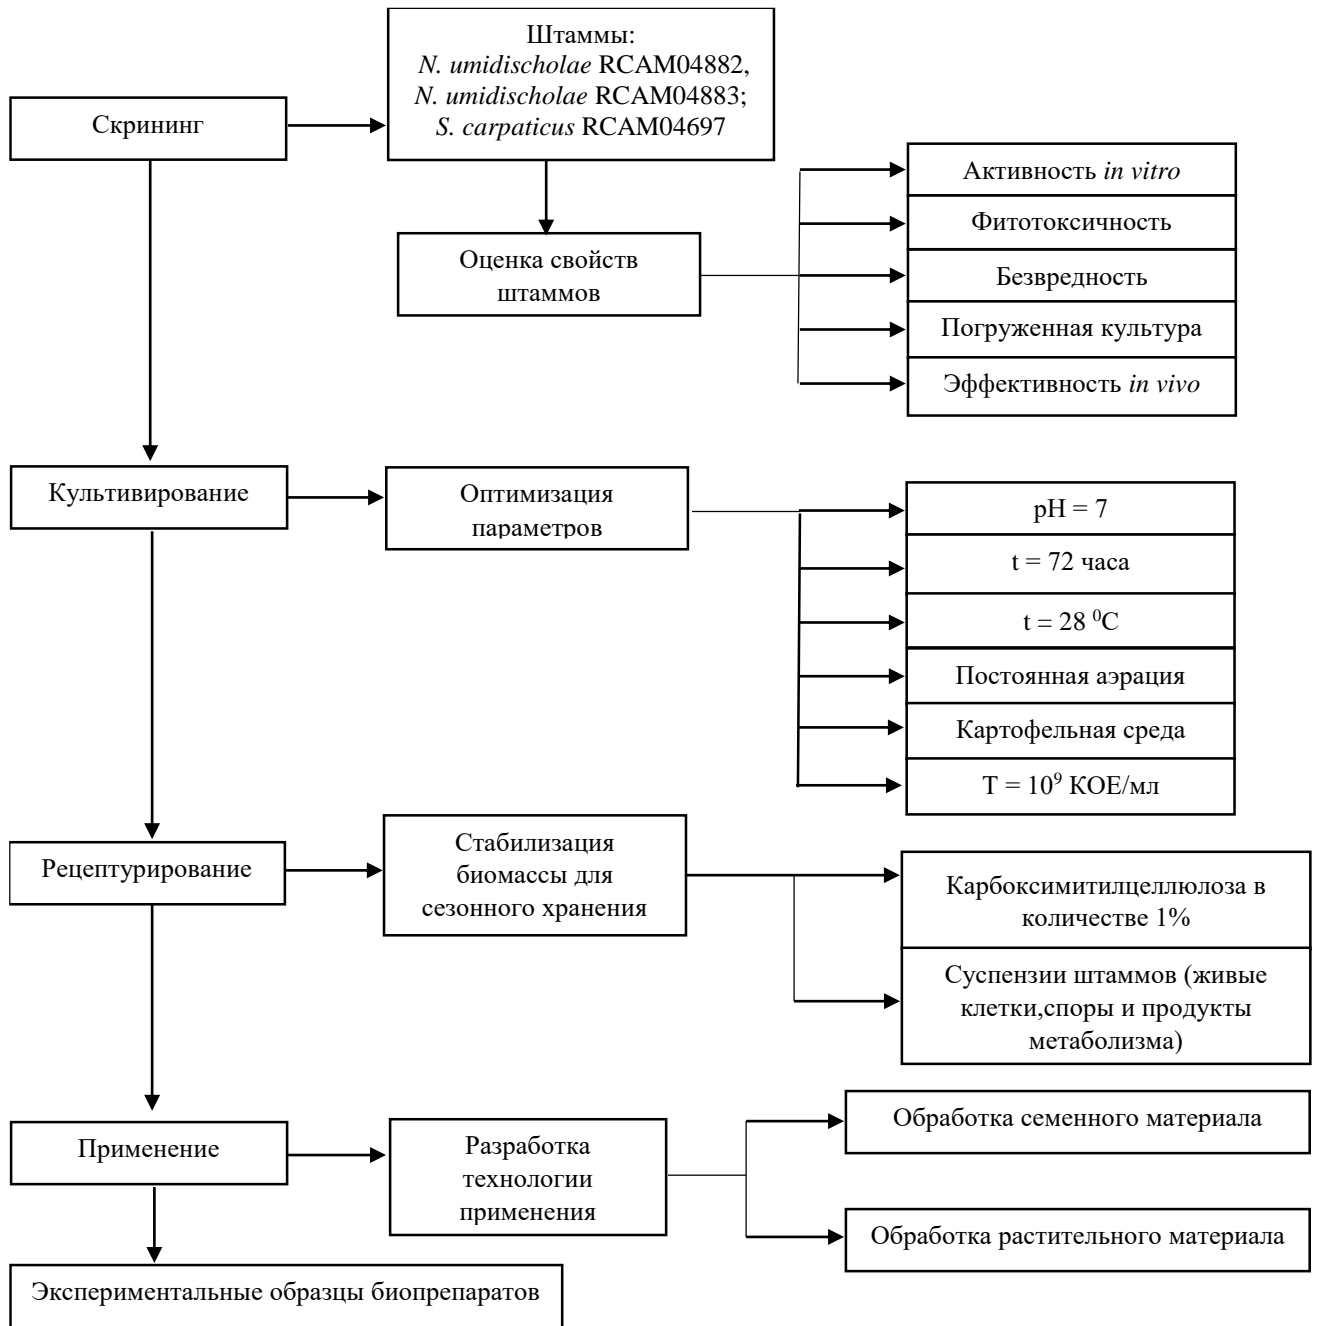 Штаммы:
N. umidischolae RCAM04882,
N. umidischolae RCAM04883;
S. carpaticus RCAM04697
Скрининг
Активность in vitro
Фитотоксичность
Оценка свойств
штаммов
Безвредность
Погруженная культура
Эффективность in vivo
Культивирование
Оптимизация
параметров
pH = 7
t = 72 часа
t = 28 ⁰С
Постоянная аэрация
Картофельная среда
Т = 10⁹ КОЕ/мл
Рецептурирование
Стабилизация
биомассы для
сезонного хранения
Карбоксимитилцеллюлоза в
количестве 1%
Суспензии штаммов (живые
клетки,споры и продукты
метаболизма)
Применение
Разработка
технологии
применения
Обработка семенного материала
Обработка растительного материала
Экспериментальные образцы биопрепаратов